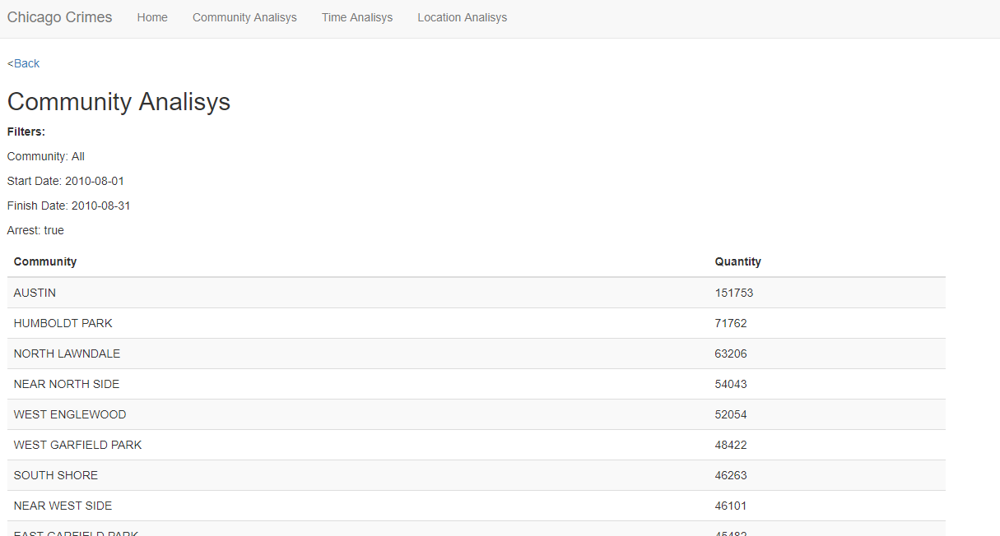 Chicago Crimes Home Community Analisys Time Analisys Location Analisys
<Back
Community Analisys
Filters:
Community: All
Start Date: 2010-08-01
Finish Date: 2010-08-31
Arrest: true
Community Quantity
AUSTIN 151753
HUMBOLDT PARK 71762
NORTH LAWNDALE 63206
NEAR NORTH SIDE 54043
WEST ENGLEWOOD 52054
WEST GARFIELD PARK 48422
SOUTH SHORE 46263
NEAR WEST SIDE 46101
EAST GARFIELD PARK 45482